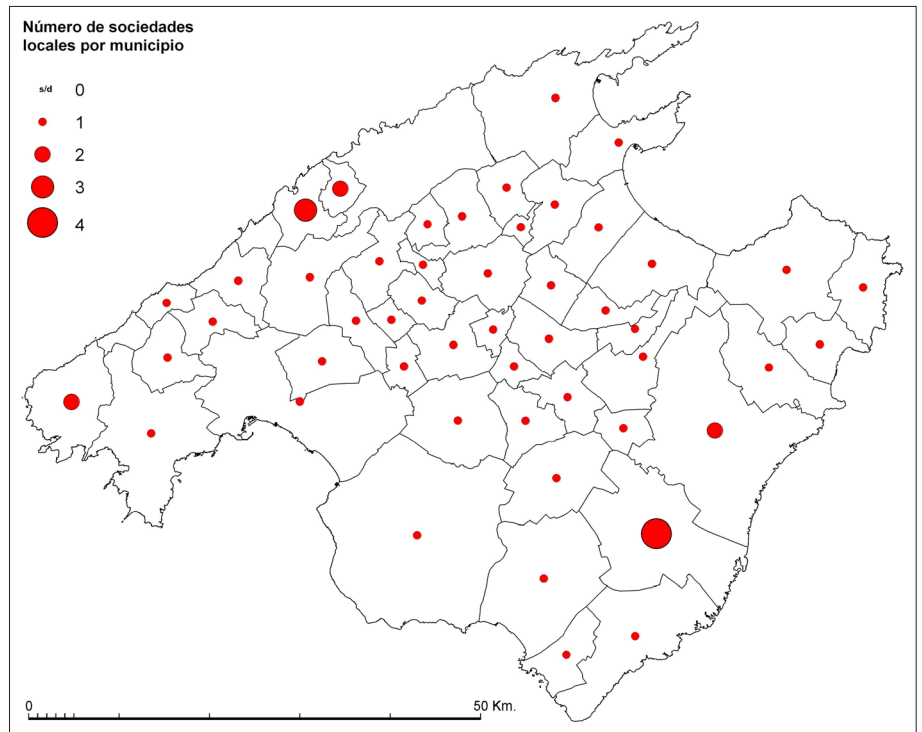 Número de sociedades
locales por municipio
s/d 0
1
2
3
4
0 50 Km.